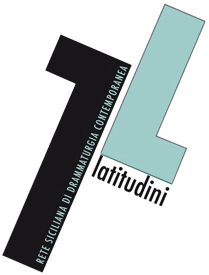 RETE SICILIANA DI DRAMMATURGIA CONTEMPORANEA
latitudini